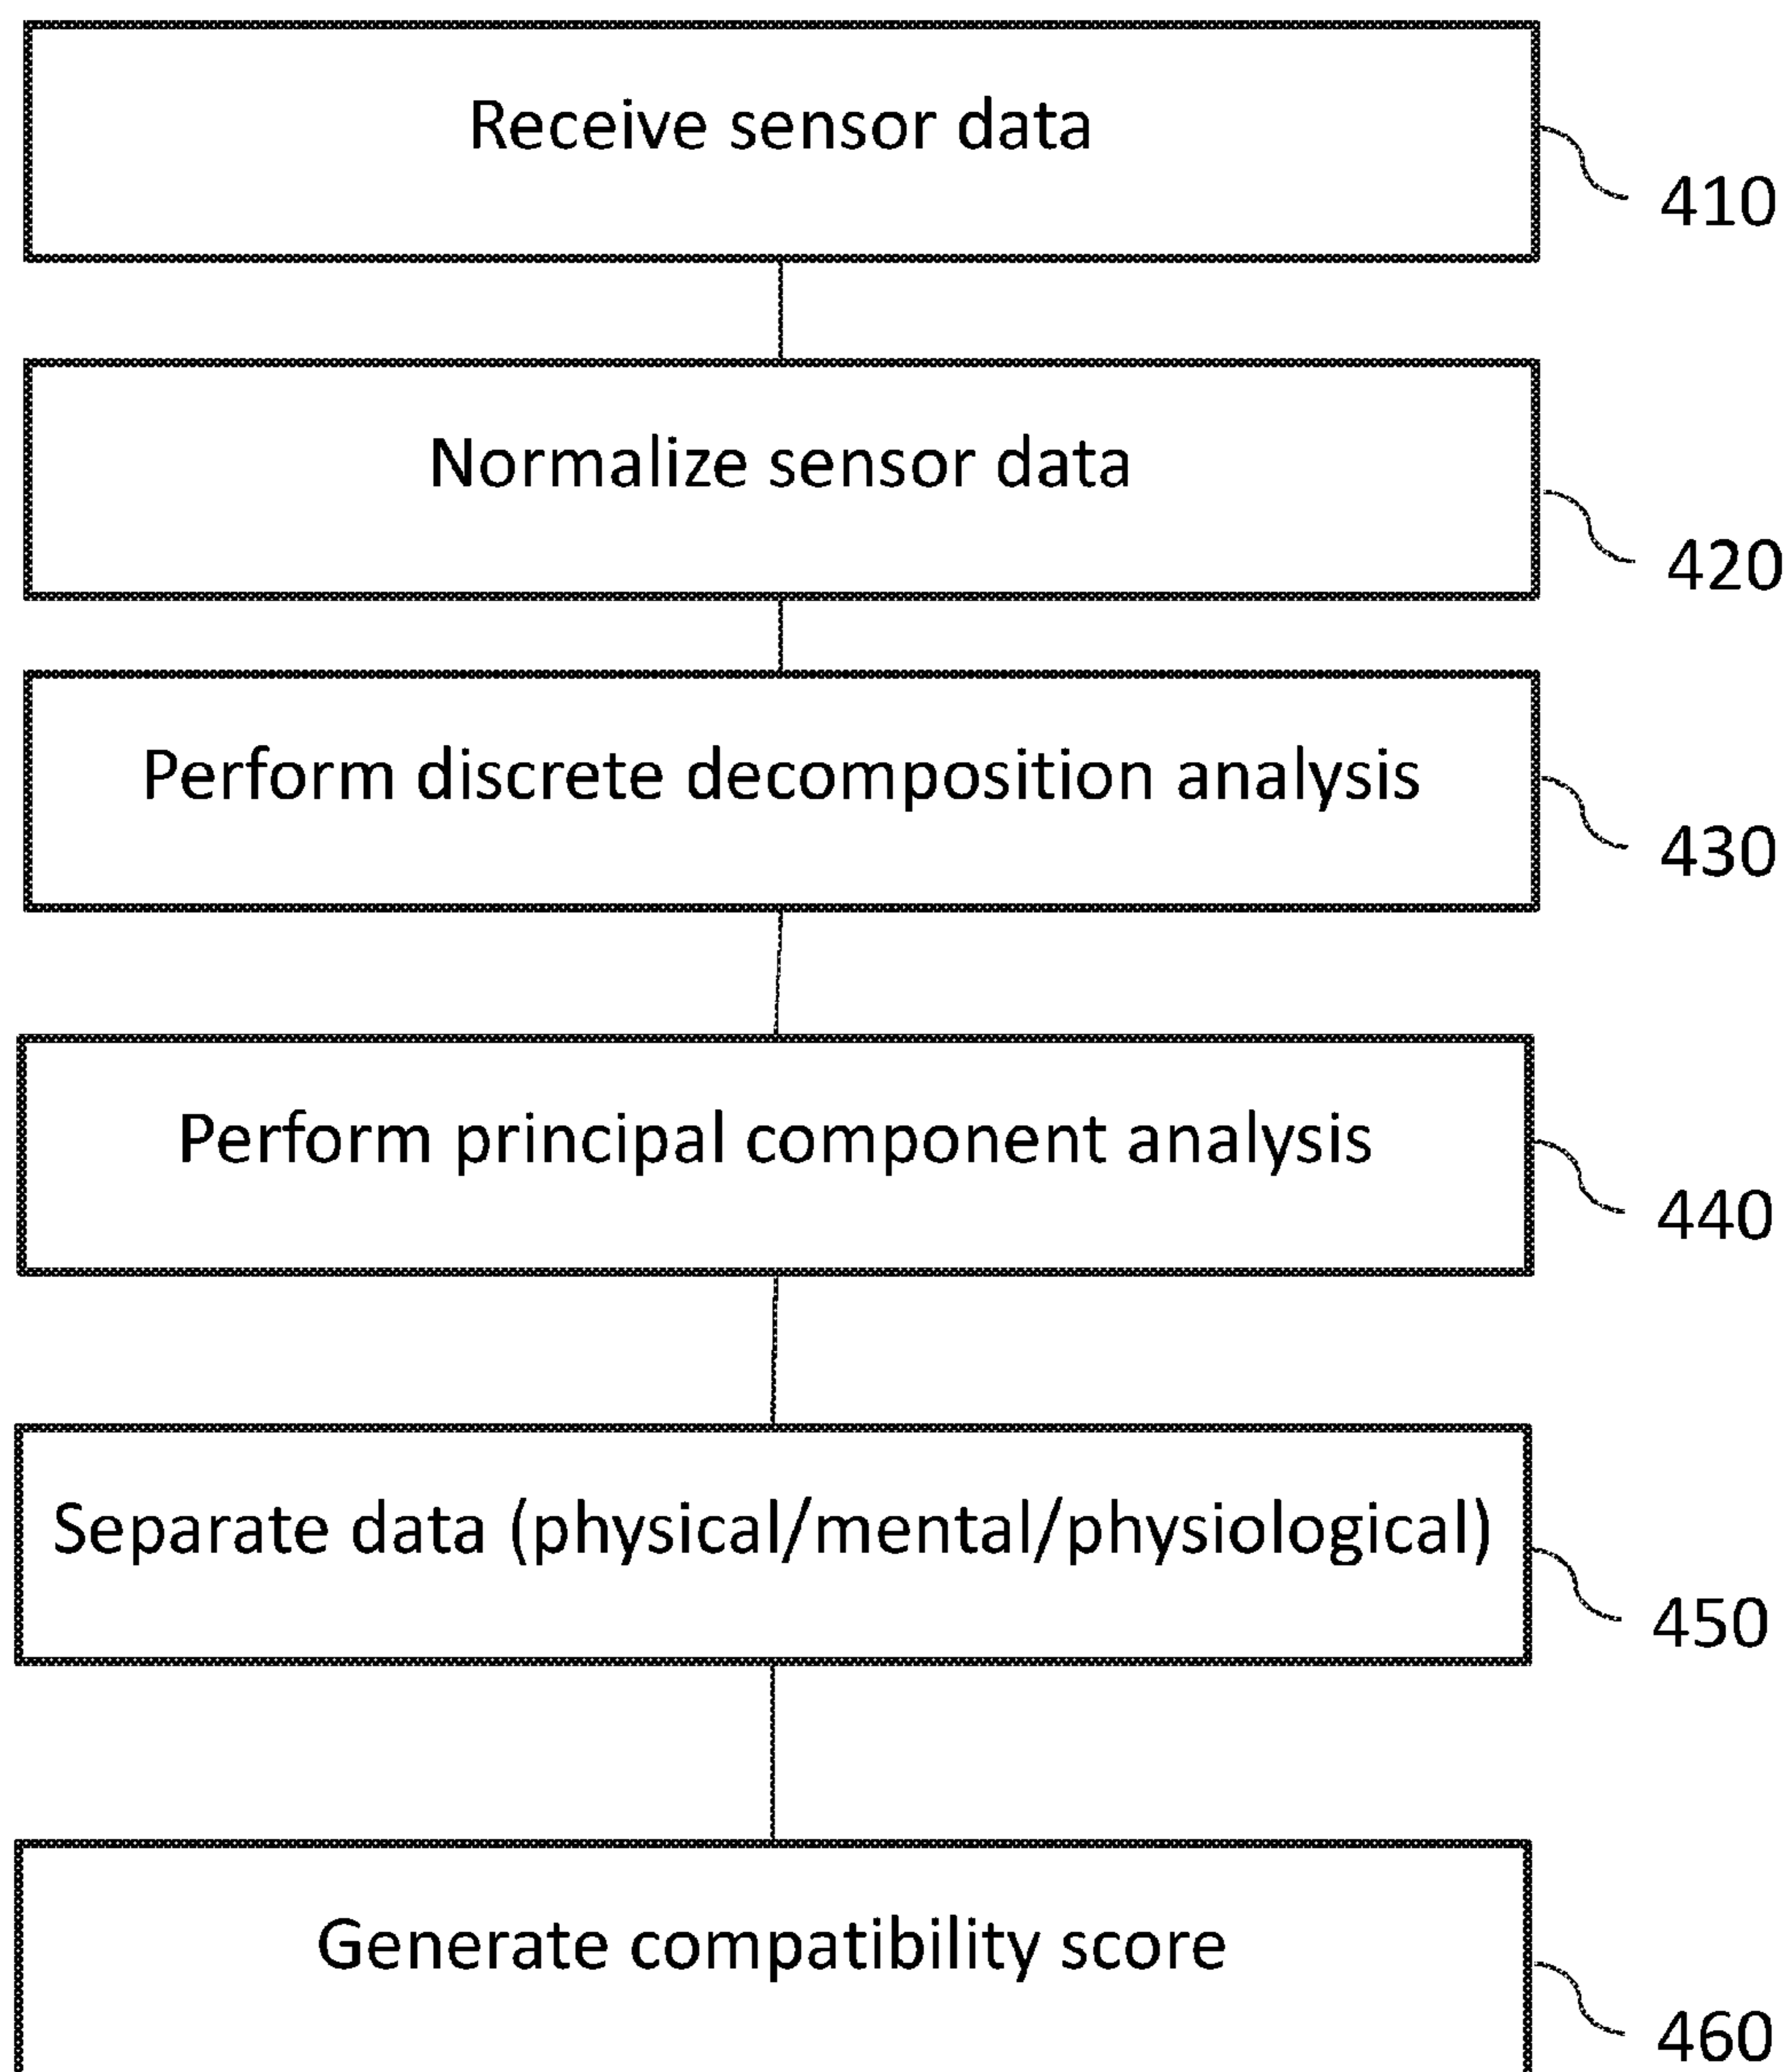 Receive sensor data
410
Normalize sensor data
420
Perform discrete decomposition analysis
430
Perform principal component analysis
440
Separate data (physical/mental/physiological)
450
Generate compatibility score
460